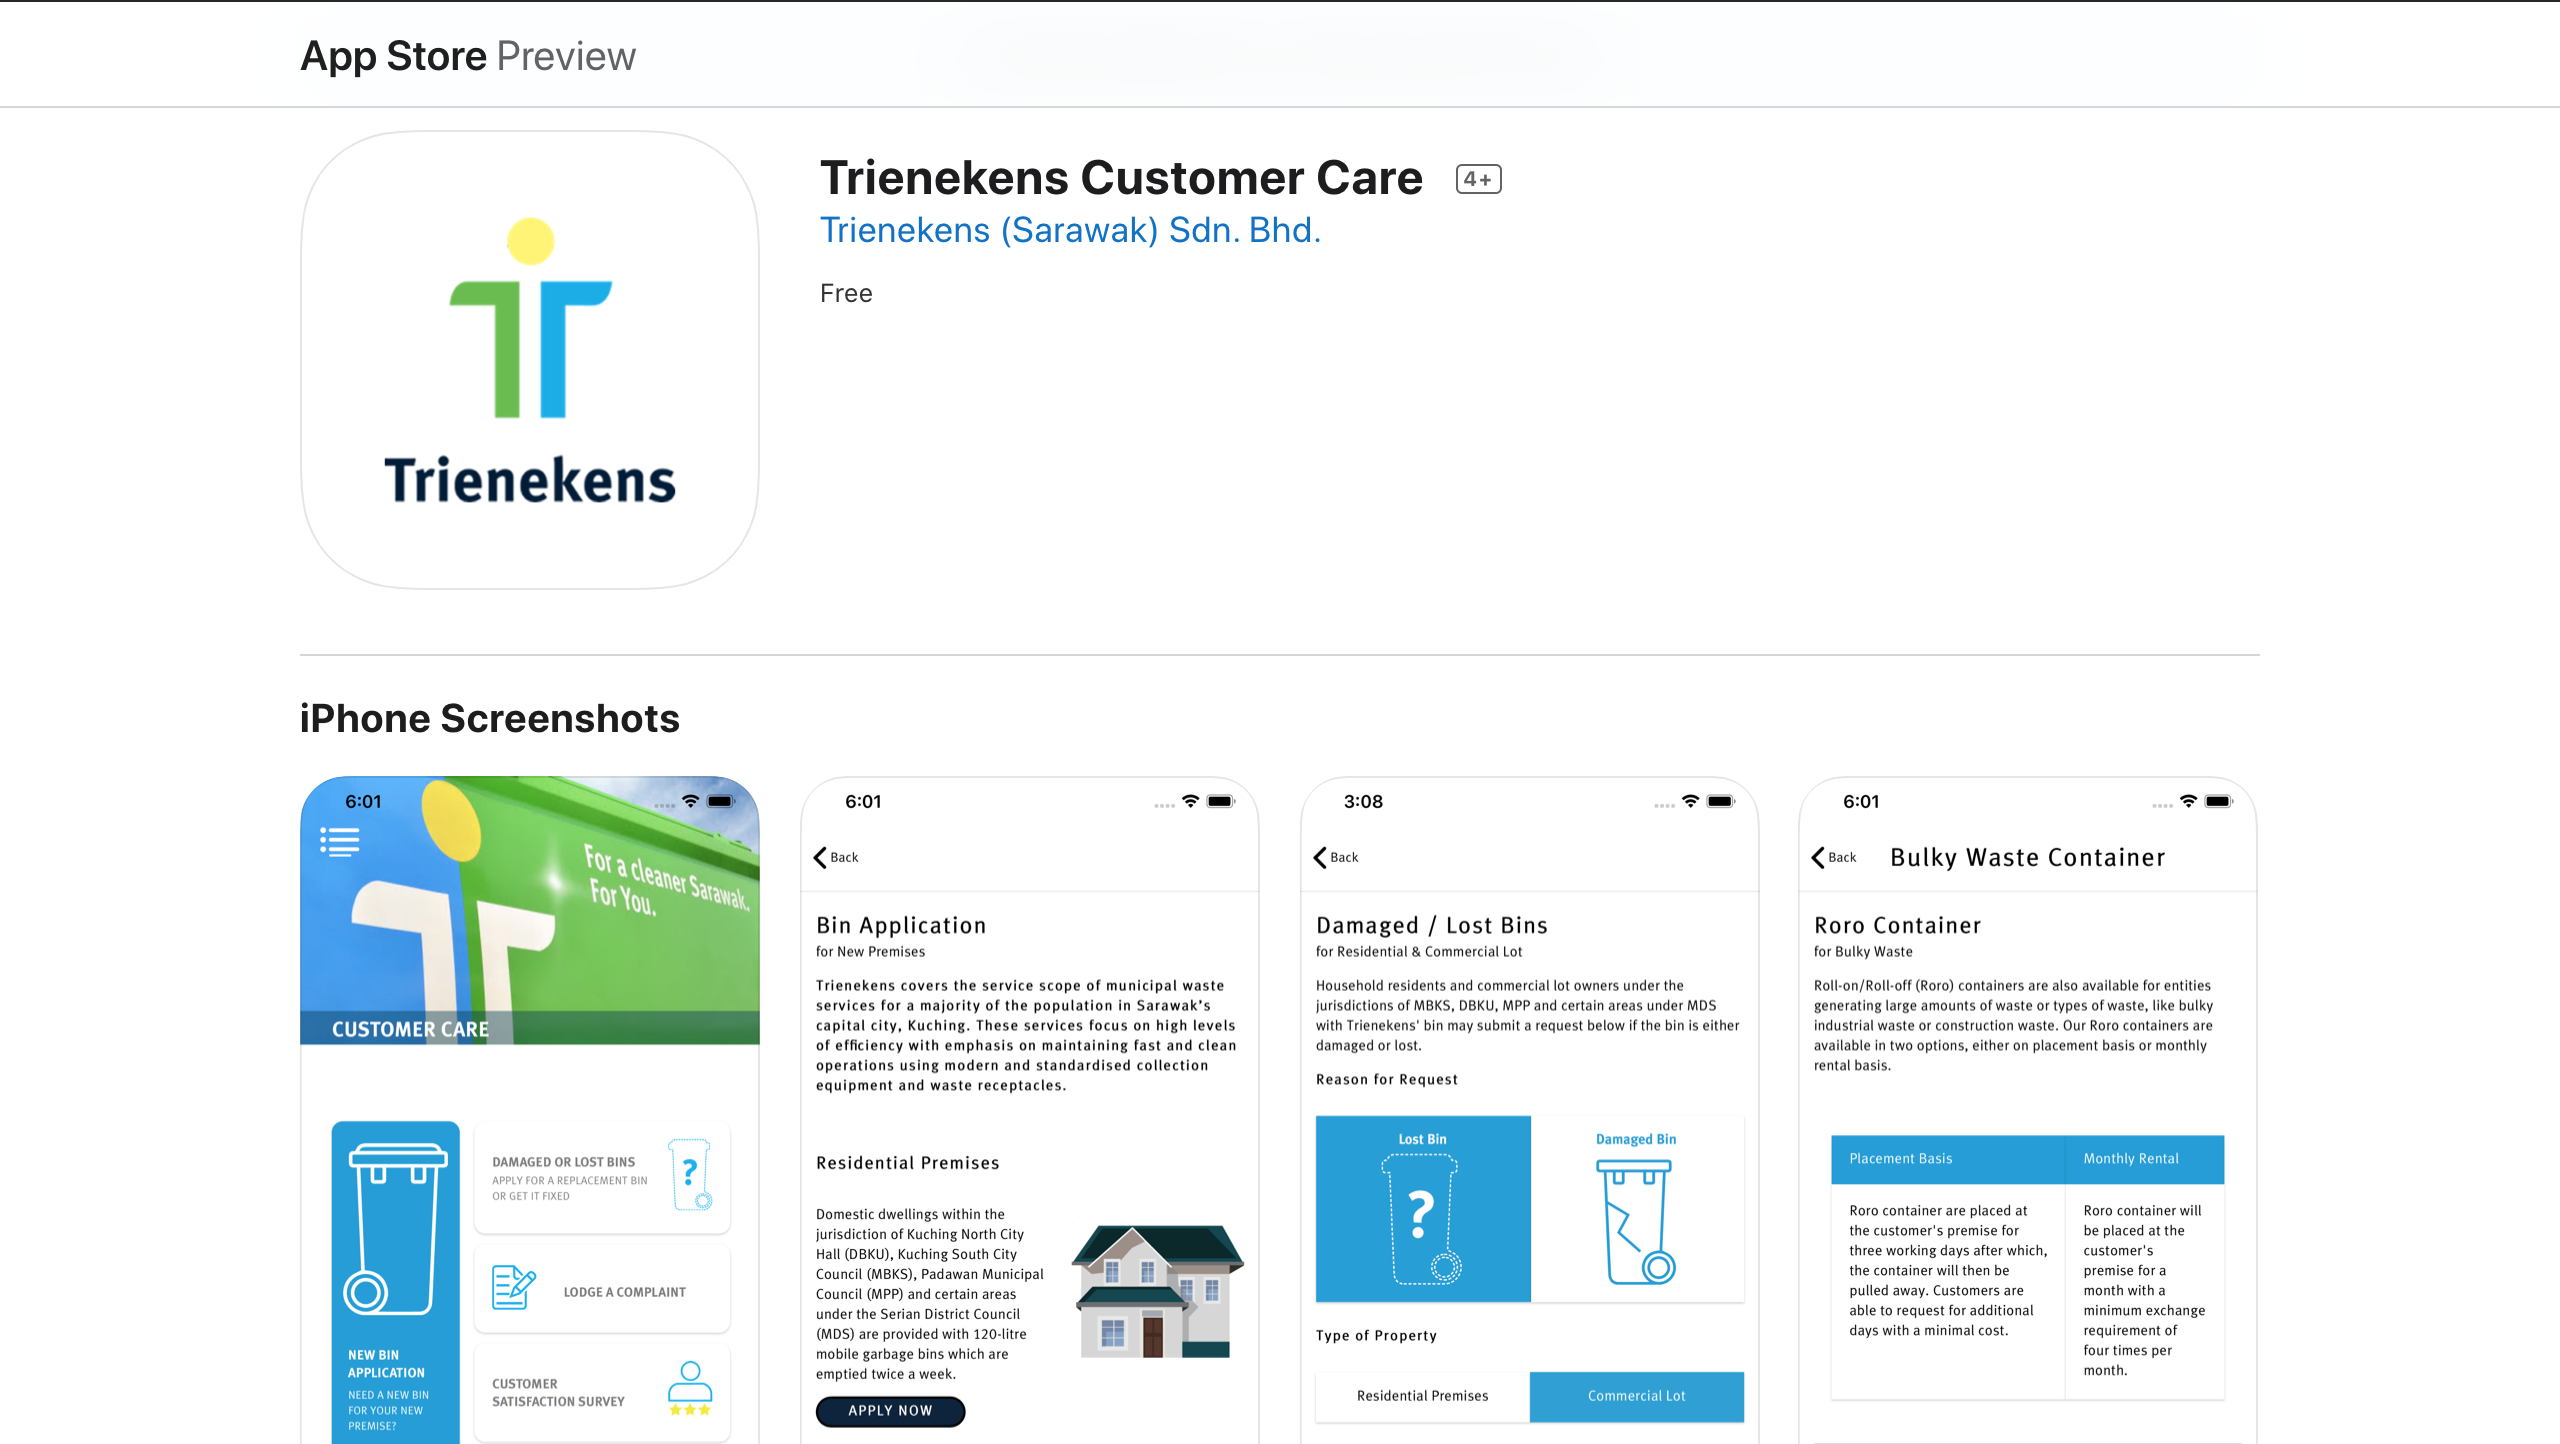 App Store Preview
Trienekens
Trienekens Customer Care 4+
Trienekens (Sarawak) Sdn. Bhd.
Free
iPhone Screenshots
6:01
For a cleaner Sarawak.
For You.
CUSTOMER CARE
NEW BIN
APPLICATION
NEED A NEW BIN
FOR YOUR NEW
PREMISE?
DAMAGED OR LOST BINS
APPLY FOR A REPLACEMENT BIN
OR GET IT FIXED
?
LODGE A COMPLAINT
CUSTOMER
SATISFACTION SURVEY
6:01
Back
Bin Application
for New Premises
Trienekens covers the service scope of municipal waste
services for a majority of the population in Sarawak's
capital city, Kuching. These services focus on high levels
of efficiency with emphasis on maintaining fast and clean
operations using modern and standardised collection
equipment and waste receptacles.
Residential Premises
Domestic dwellings within the
jurisdiction of Kuching North City
Hall (DBKU), Kuching South City
Council (MBKS), Padawan Municipal
Council (MPP) and certain areas
under the Serian District Council
(MDS) are provided with 120-litre
mobile garbage bins which are
emptied twice a week.
APPLY NOW
3:08
Back
Damaged / Lost Bins
for Residential & Commercial Lot
Household residents and commercial lot owners under the
jurisdictions of MBKS, DBKU, MPP and certain areas under MDS
with Trienekens' bin may submit a request below if the bin is either
damaged or lost.
Reason for Request
Lost Bin
?
Damaged Bin
Type of Property
Residential Premises
Commercial Lot
6:01
Back
Bulky Waste Container
Roro Container
for Bulky Waste
Roll-on/Roll-off (Roro) containers are also available for entities
generating large amounts of waste or types of waste, like bulky
industrial waste or construction waste. Our Roro containers are
available in two options, either on placement basis or monthly
rental basis.
Placement Basis
Roro container are placed at
the customer's premise for
three working days after which,
the container will then be
pulled away. Customers are
able to request for additional
days with a minimal cost.
Monthly Rental
Roro container will
be placed at the
customer's
premise for a
month with a
minimum exchange
requirement of
four times per
month.